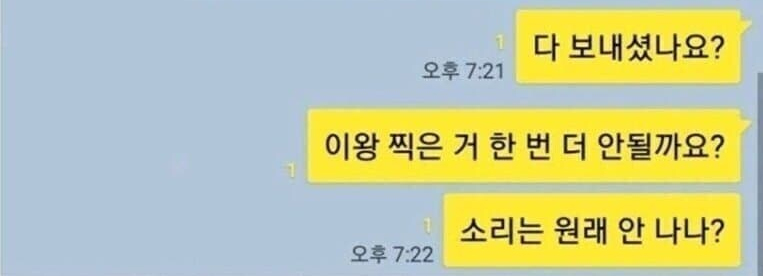 다 보내셨나요?
1
오후 7:21
이왕 찍은 거 한 번 더 안될까요?
1
소리는 원래 안 나나?
1
오후 7:22